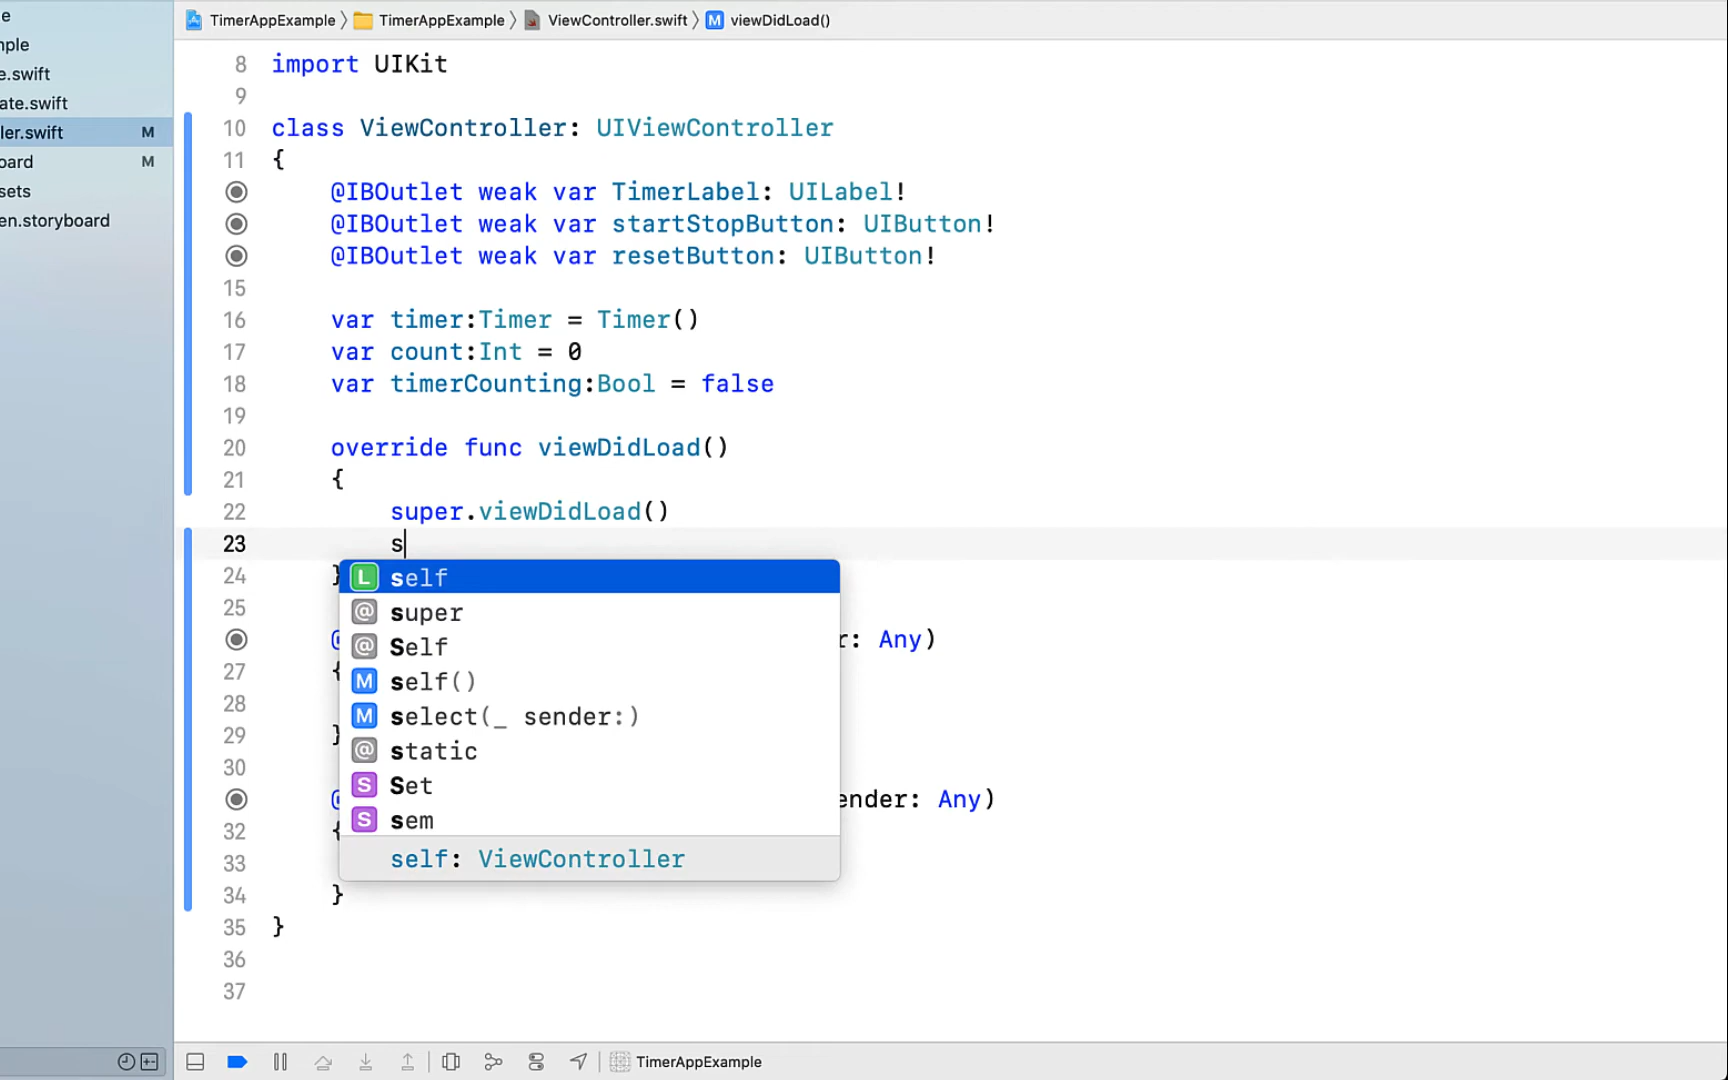 TimerAppExample 〉 TimerAppExample 〉 ViewController.swift 〉 M viewDidLoad()
e
mple
e.swift
ate.swift
ler.swift M
oard M
sets
en.storyboard
8 import UIKit
9
10 class ViewController: UIViewController
11 {
@IBOutlet weak var TimerLabel: UILabel!
@IBOutlet weak var startStopButton: UIButton!
@IBOutlet weak var resetButton: UIButton!
15
16 var timer:Timer = Timer()
17 var count:Int = 0
18 var timerCounting:Bool = false
19
20 override func viewDidLoad()
21 {
22 super.viewDidLoad()
23 s
24 }
L self
25
@ super
r: Any)
@ Self
27 {
M self()
28
M select(_ sender:)
29 }
@ static
30
S Set
ender: Any)
S sem
32 {
33 self: ViewController
34 }
35 }
36
37
TimerAppExample